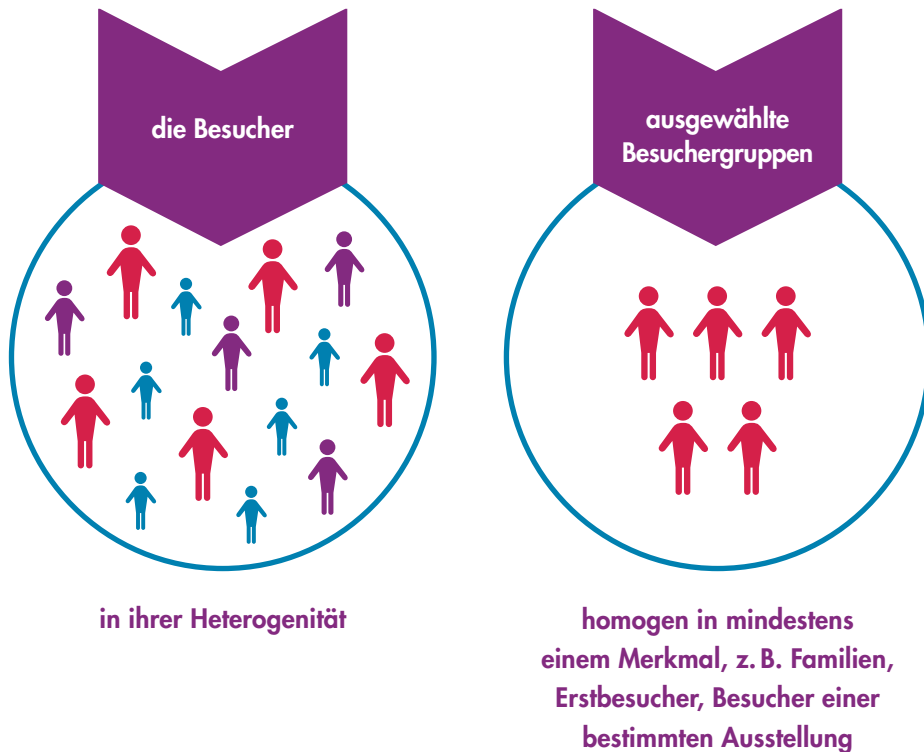 die Besucher
ausgewählte
Besuchergruppen
in ihrer Heterogenität
homogen in mindestens
einem Merkmal, z. B. Familien,
Erstbesucher, Besucher einer
bestimmten Ausstellung